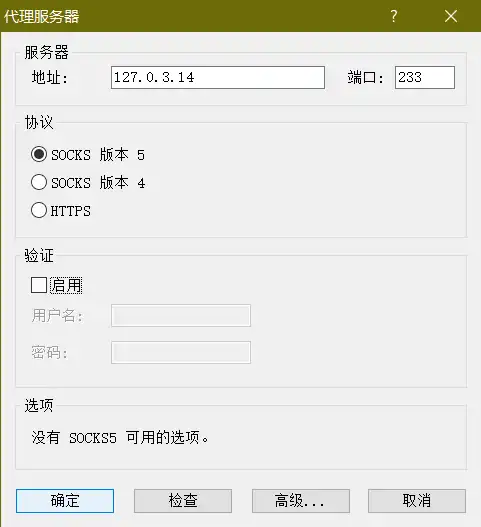 代理服务器 ?
服务器
地址: 127.0.3.14 端口: 233
协议
SOCKS 版本 5
SOCKS 版本 4
HTTPS
验证
启用
用户名:
密码:
选项
没有 SOCKS5 可用的选项。
确定 检查 高级... 取消